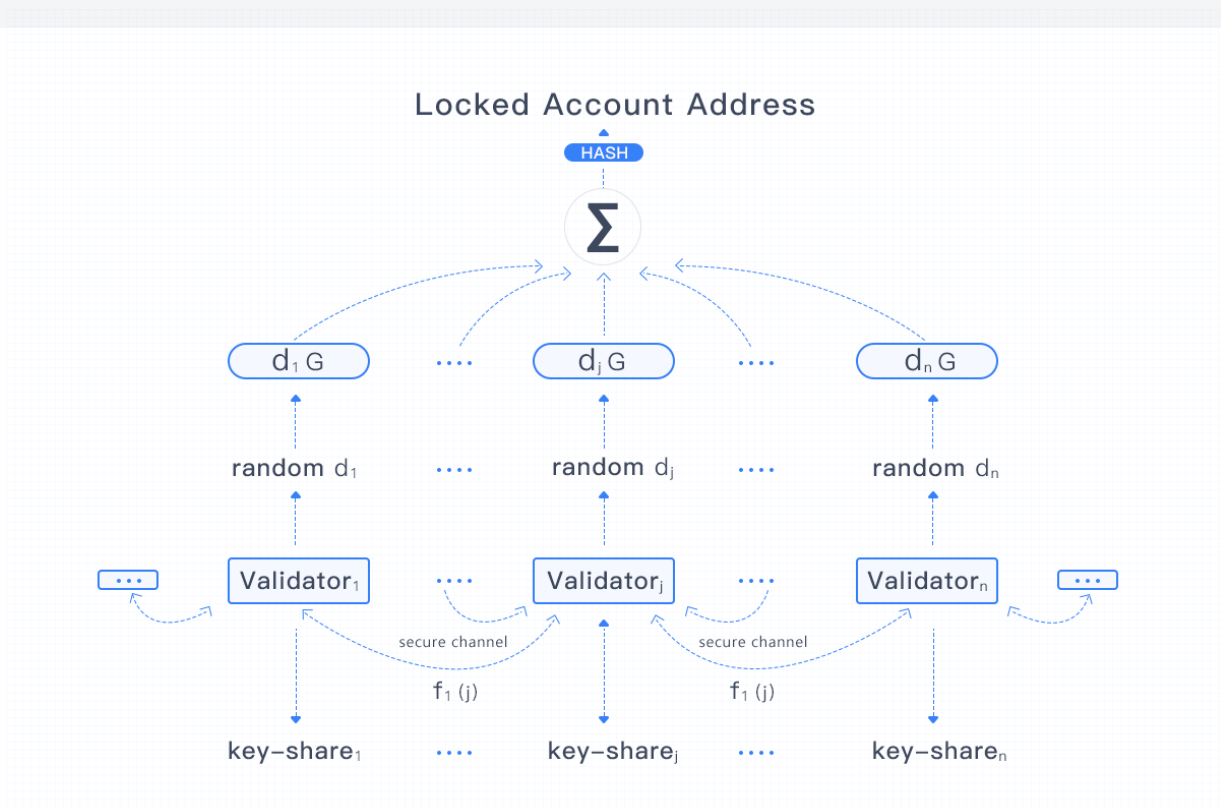 Locked Account Address
HASH
Σ
d₁ G .... dⱼ G .... dₙ G
random d₁ .... random dⱼ .... random dₙ
... Validator₁ .... Validatorⱼ .... Validatorₙ ...
secure channel secure channel
f₁ (j) f₁ (j)
key-share₁ .... key-shareⱼ .... key-shareₙ